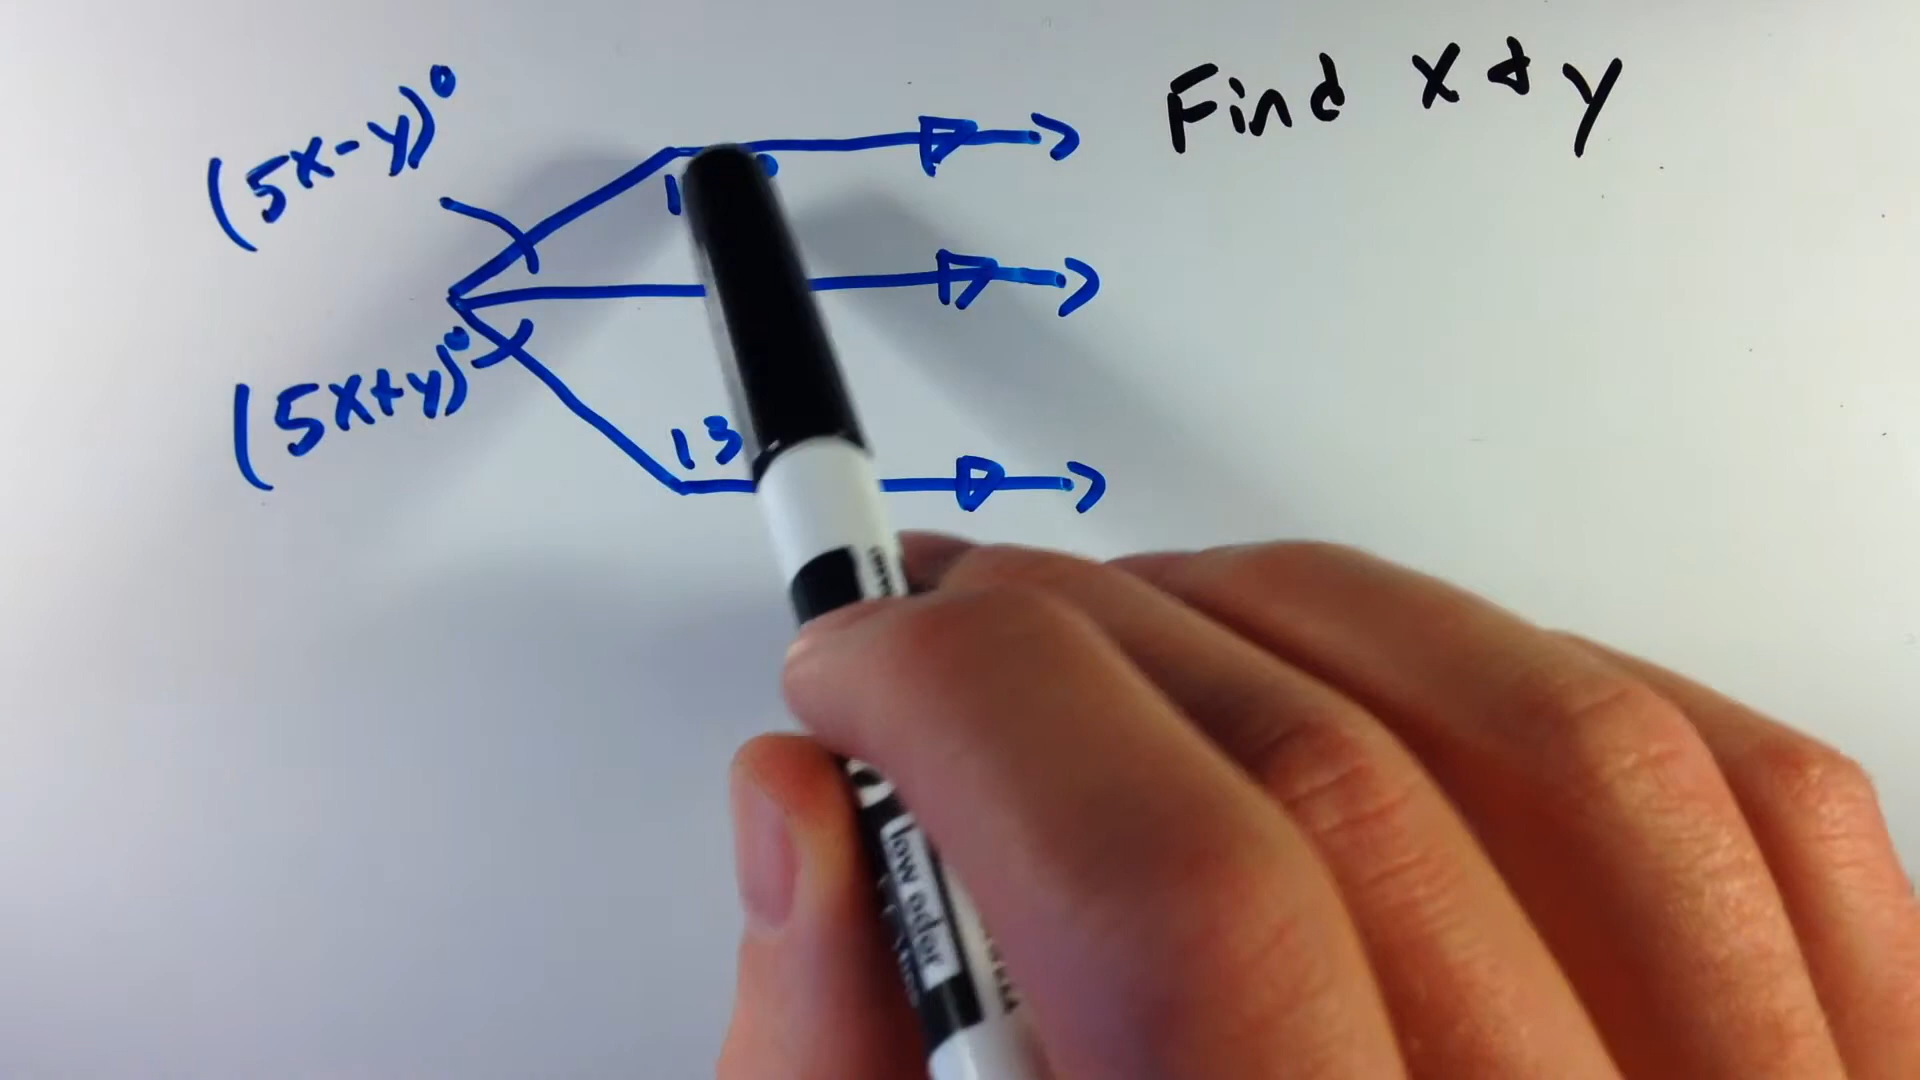 Find x & y
(5x-y)°
(5x+y)°
13
low odor